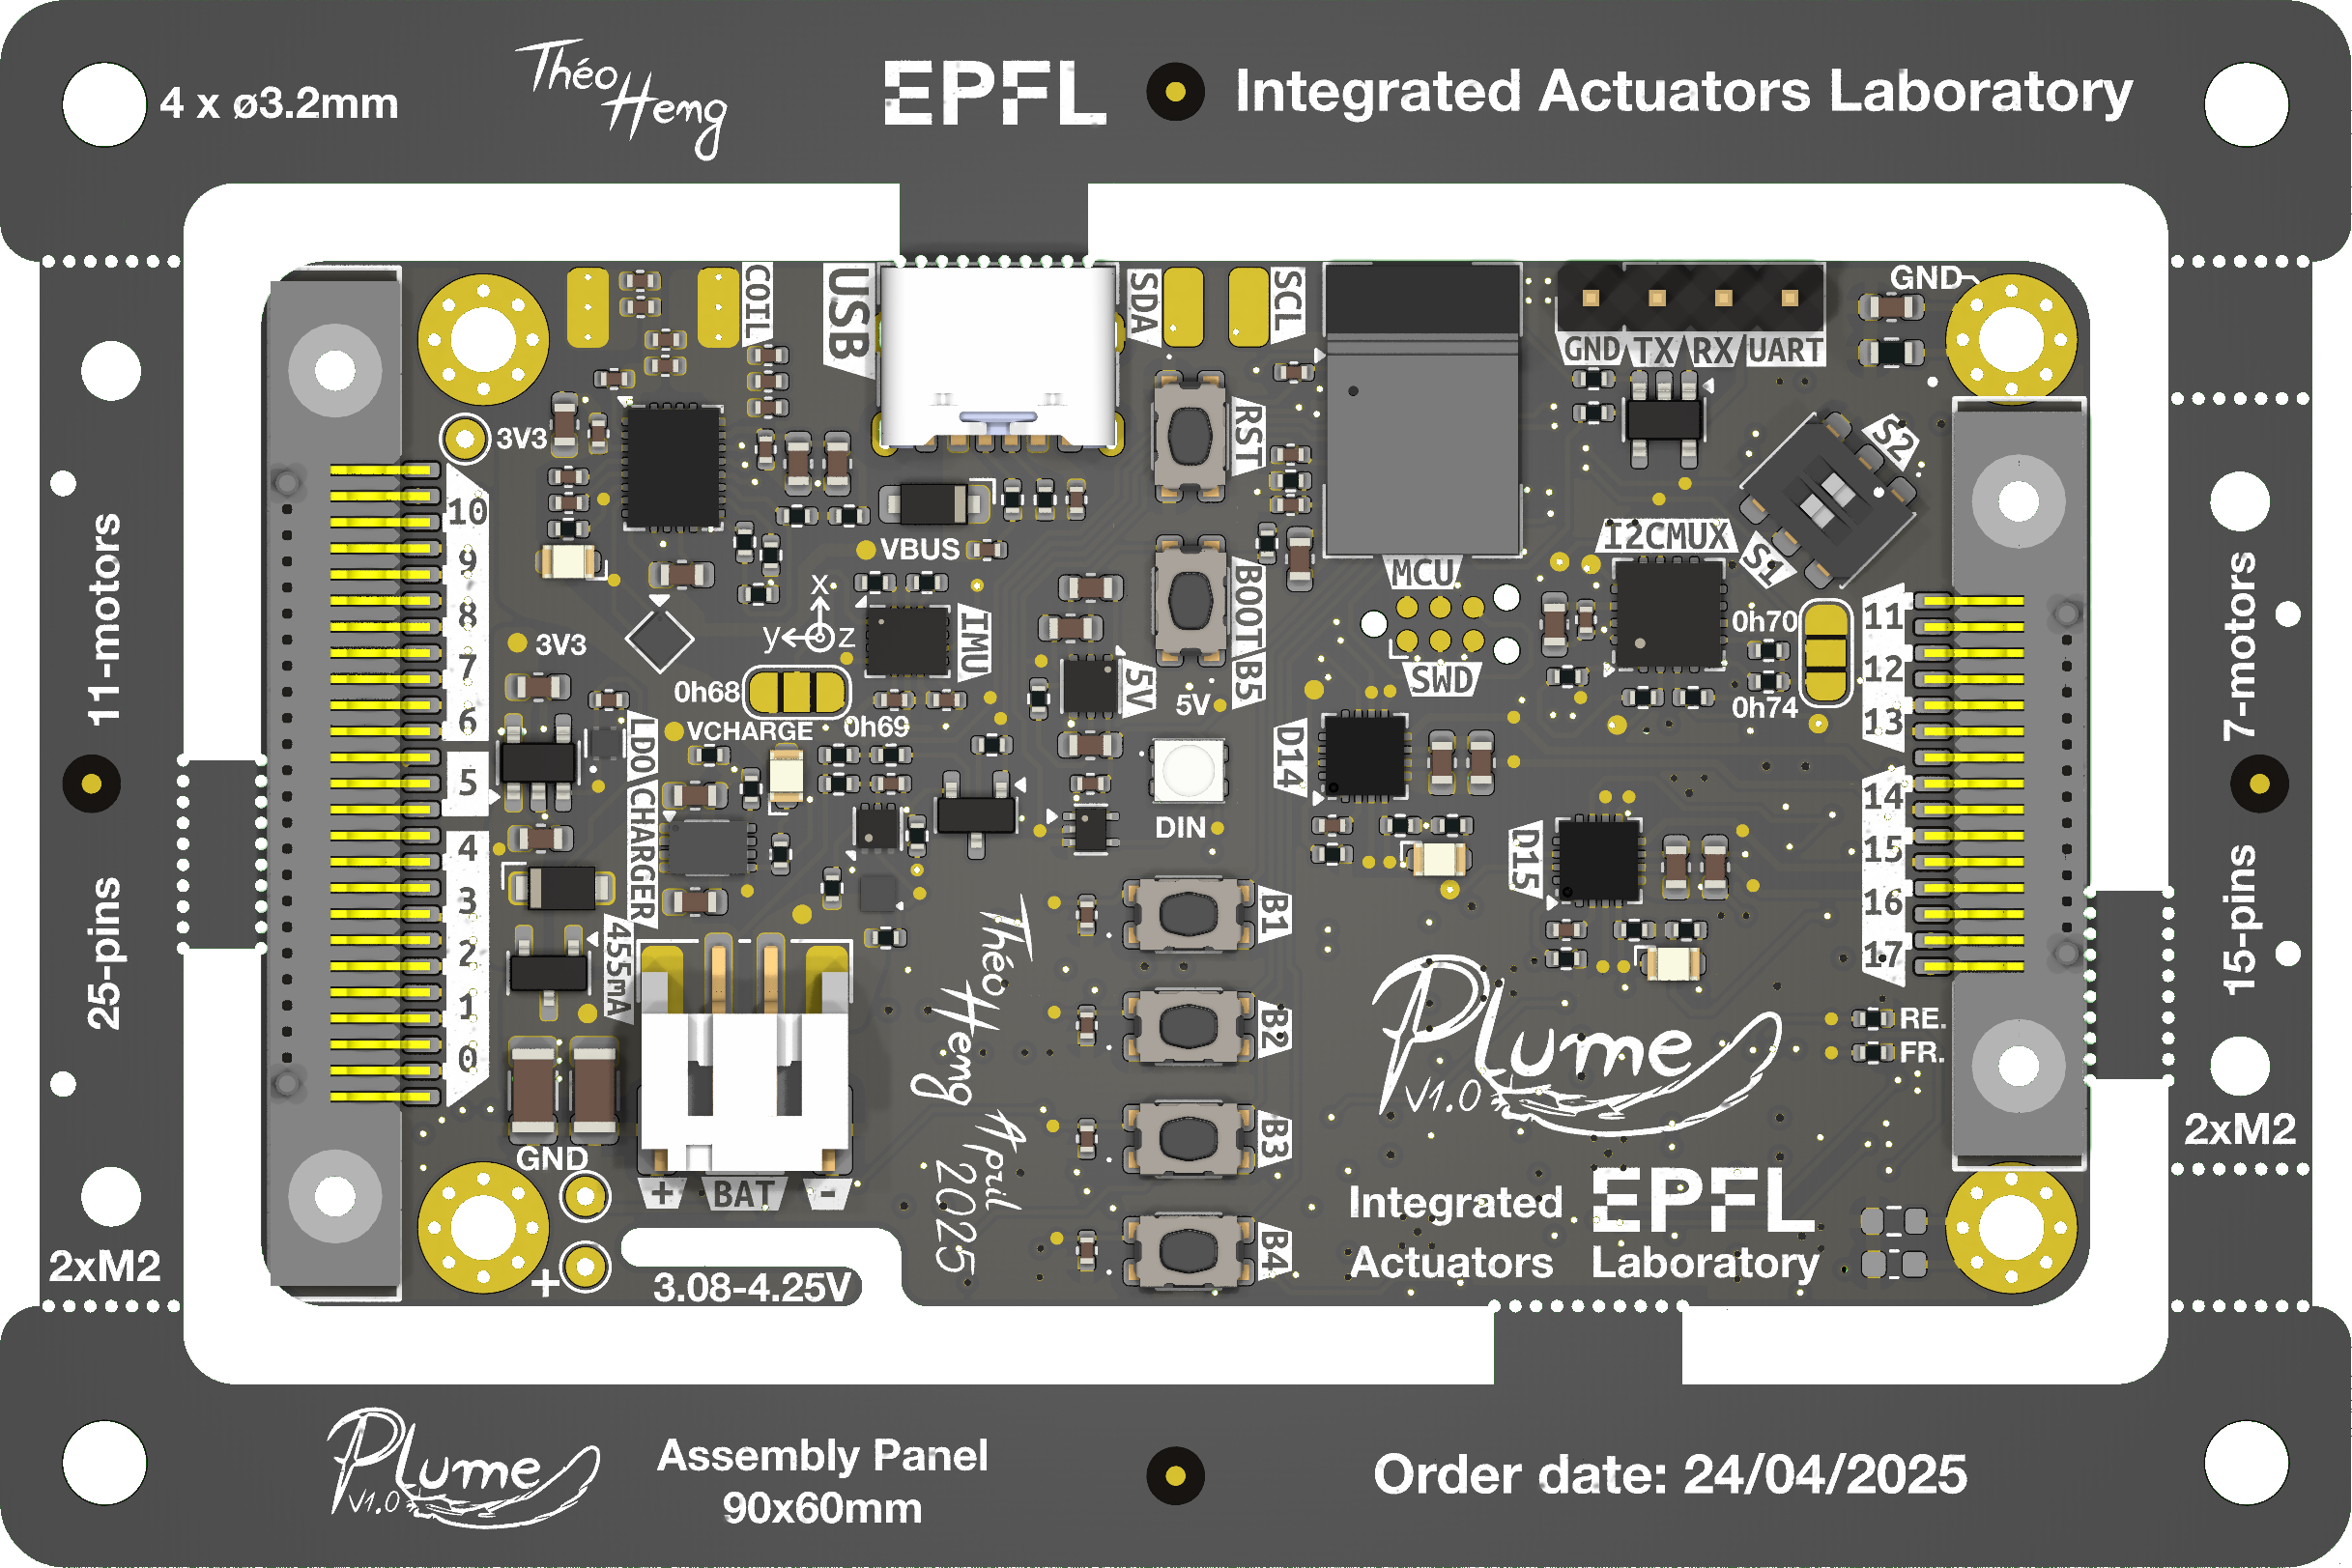 4 x ø3.2mm
Théo Heng
EPFL
Integrated Actuators Laboratory
COIL
USB
SDA
SCL
GND
GND TX RX UART
3V3
RST
S2
S1
10
9
8
7
6
5
4
3
2
1
0
VBUS
I2CMUX
MCU
BOOT\B5
x
y
z
IMU
3V3
0h68
0h69
5V
5V
SWD
0h70
0h74
11
12
13
14
15
16
17
VCHARGE
LDO\CHARGER
D14
DIN
D15
455mA
B1
B2
B3
B4
Théo Heng April 2025
Plume
V1.0
RE.
FR.
GND
+ BAT -
+
3.08-4.25V
Integrated EPFL
Actuators Laboratory
11-motors
25-pins
2xM2
7-motors
15-pins
2xM2
Plume
V1.0
Assembly Panel
90x60mm
Order date: 24/04/2025